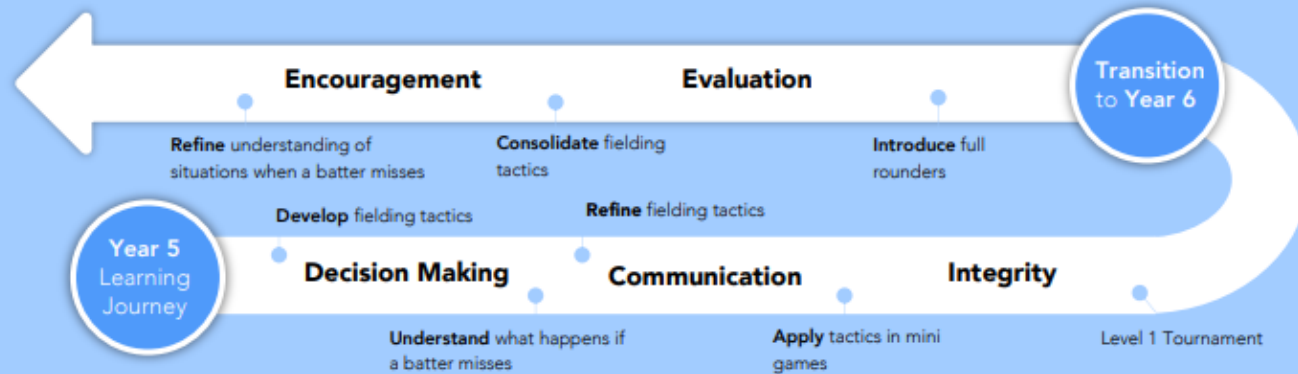 Encouragement
Evaluation
Transition
to Year 6
Refine understanding of
situations when a batter misses
Consolidate fielding
tactics
Introduce full
rounders
Develop fielding tactics
Refine fielding tactics
Year 5
Learning
Journey
Decision Making
Communication
Integrity
Understand what happens if
a batter misses
Apply tactics in mini
games
Level 1 Tournament